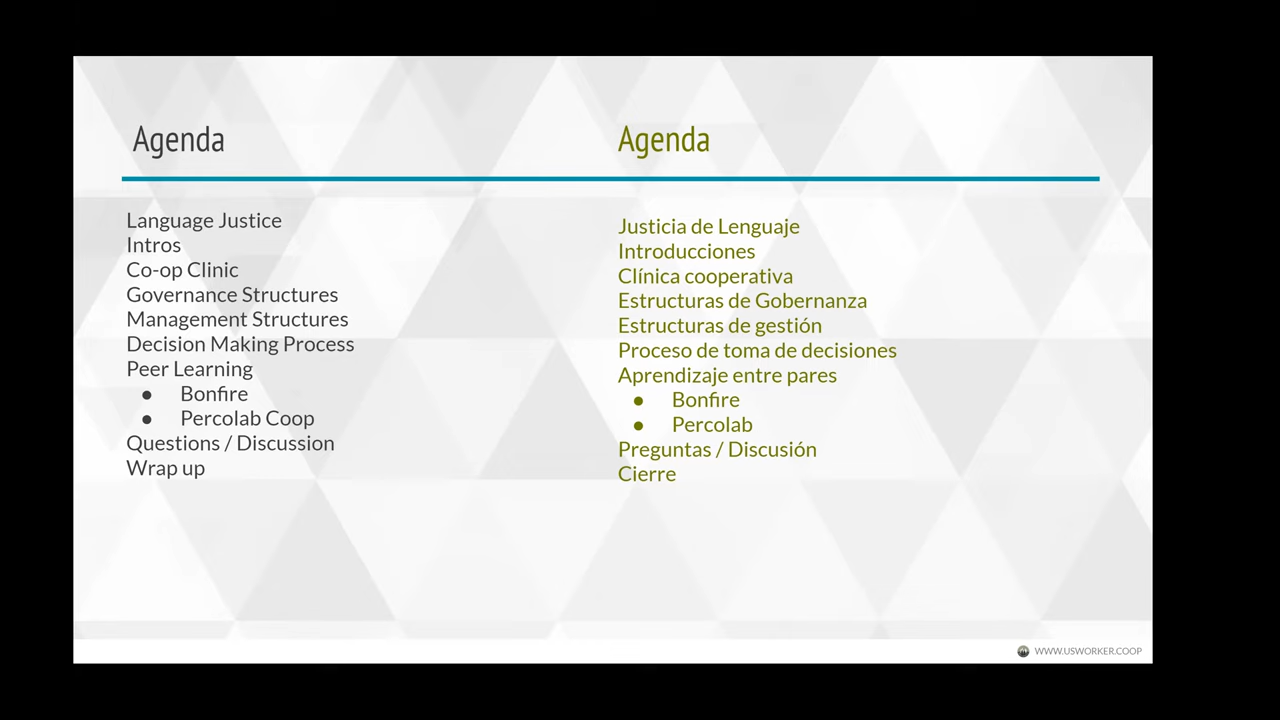 Agenda
Language Justice
Intros
Co-op Clinic
Governance Structures
Management Structures
Decision Making Process
Peer Learning
● Bonfire
● Percolab Coop
Questions / Discussion
Wrap up
Agenda
Justicia de Lenguaje
Introducciones
Clínica cooperativa
Estructuras de Gobernanza
Estructuras de gestión
Proceso de toma de decisiones
Aprendizaje entre pares
● Bonfire
● Percolab
Preguntas / Discusión
Cierre
WWW.USWORKER.COOP